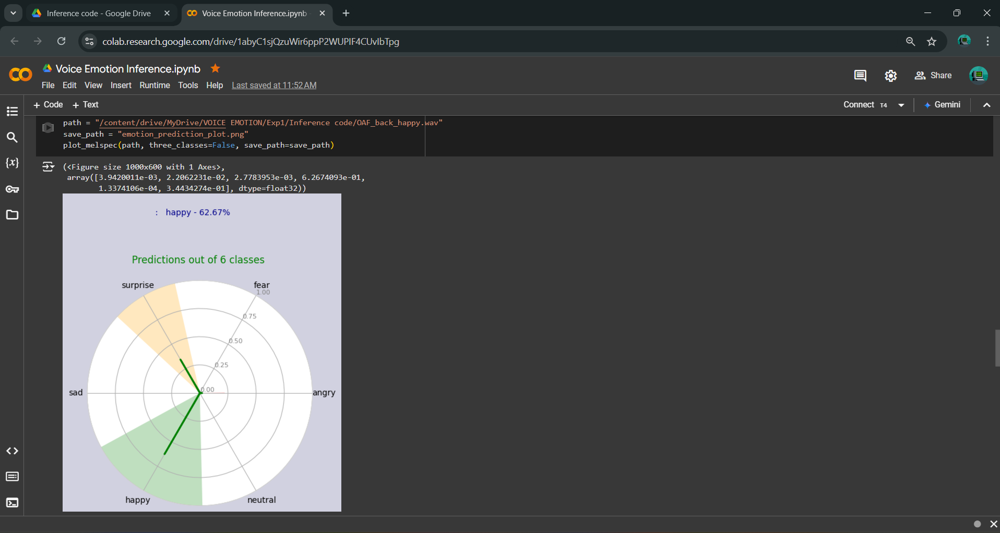 Inference code - Google Drive
Voice Emotion Inference.ipynb
colab.research.google.com/drive/1abyC1sjQzuWir6ppP2WUPIF4CUvIbTpg
Voice Emotion Inference.ipynb
File Edit View Insert Runtime Tools Help Last saved at 11:52 AM
Share
+ Code + Text
Connect T4
Gemini
{x}
path = "/content/drive/MyDrive/VOICE EMOTION/Exp1/Inference code/OAF_back_happy.wav"
save_path = "emotion_prediction_plot.png"
plot_melspec(path, three_classes=False, save_path=save_path)
(<Figure size 1000x600 with 1 Axes>,
array([3.9420011e-03, 2.2062231e-02, 2.7783953e-03, 6.2674093e-01,
1.3374106e-04, 3.4434274e-01], dtype=float32))
: happy - 62.67%
Predictions out of 6 classes
surprise
fear
1.00
0.75
0.50
0.25
0.00
sad
angry
happy
neutral